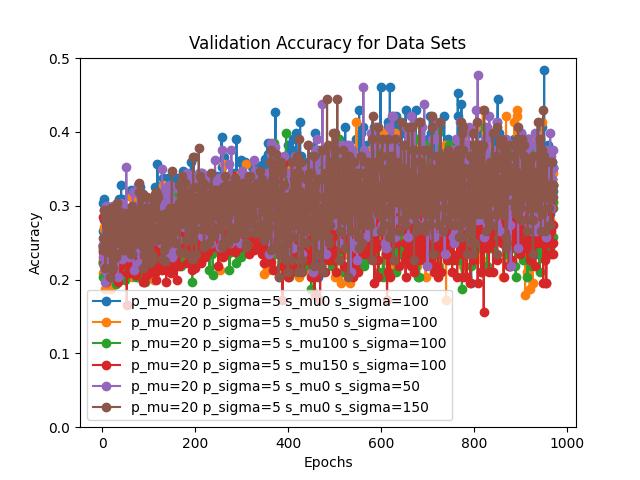 Validation Accuracy for Data Sets
0.5
0.4
0.3
0.2
0.1
0.0
Accuracy
p_mu=20 p_sigma=5 s_mu0 s_sigma=100
p_mu=20 p_sigma=5 s_mu50 s_sigma=100
p_mu=20 p_sigma=5 s_mu100 s_sigma=100
p_mu=20 p_sigma=5 s_mu150 s_sigma=100
p_mu=20 p_sigma=5 s_mu0 s_sigma=50
p_mu=20 p_sigma=5 s_mu0 s_sigma=150
0 200 400 600 800 1000
Epochs